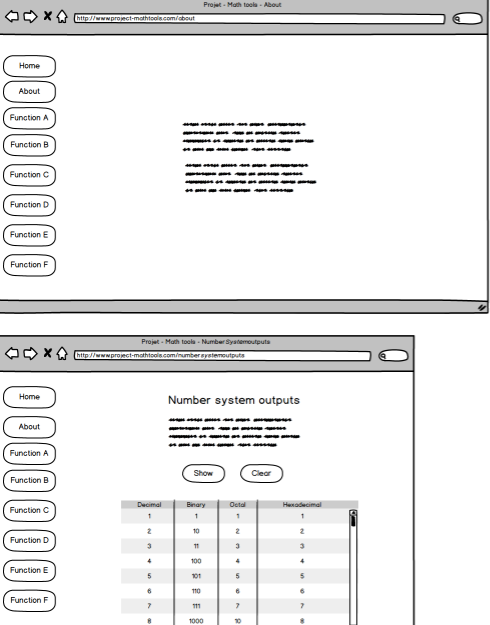 Projet - Math tools - About
http://www.project-mathtools.com/about
Home
About
Function A
Function B
Function C
Function D
Function E
Function F
Projet - Math tools - Number Systemoutputs
http://www.project-mathtools.com/number systemoutputs
Home
About
Function A
Function B
Function C
Function D
Function E
Function F
Number system outputs
Show Clear
Decimal Binary Octal Hexadecimal
1 1 1 1
2 10 2 2
3 11 3 3
4 100 4 4
5 101 5 5
6 110 6 6
7 111 7 7
8 1000 10 8